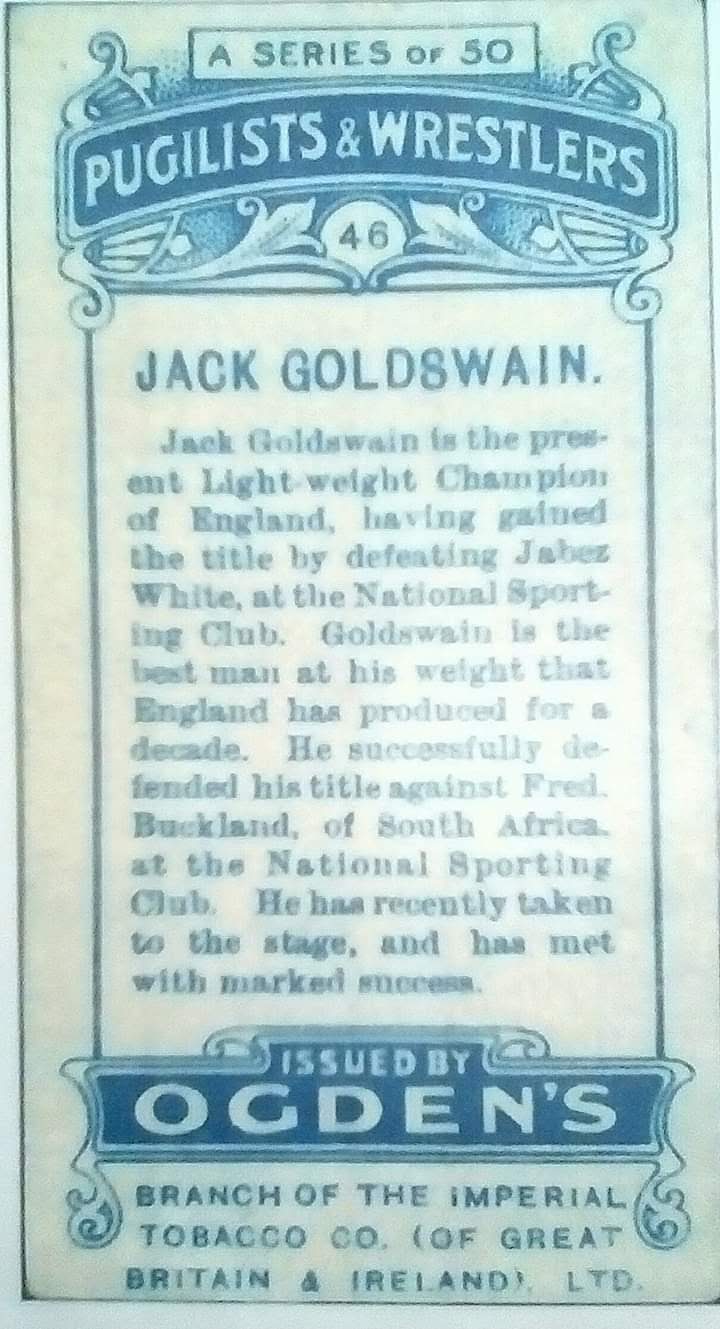 A SERIES OF 50
PUGILISTS & WRESTLERS
46
JACK GOLDSWAIN.
Jack Goldswain is the pres-
ent Light-weight Champion
of England, having gained
the title by defeating Jabez
White, at the National Sport-
ing Club. Goldswain is the
best man at his weight that
England has produced for a
decade. He successfully de-
fended his title against Fred.
Buckland, of South Africa,
at the National Sporting
Club. He has recently taken
to the stage, and has met
with marked success.
ISSUED BY
OGDEN'S
BRANCH OF THE IMPERIAL
TOBACCO CO. (OF GREAT
BRITAIN & IRELAND), LTD.